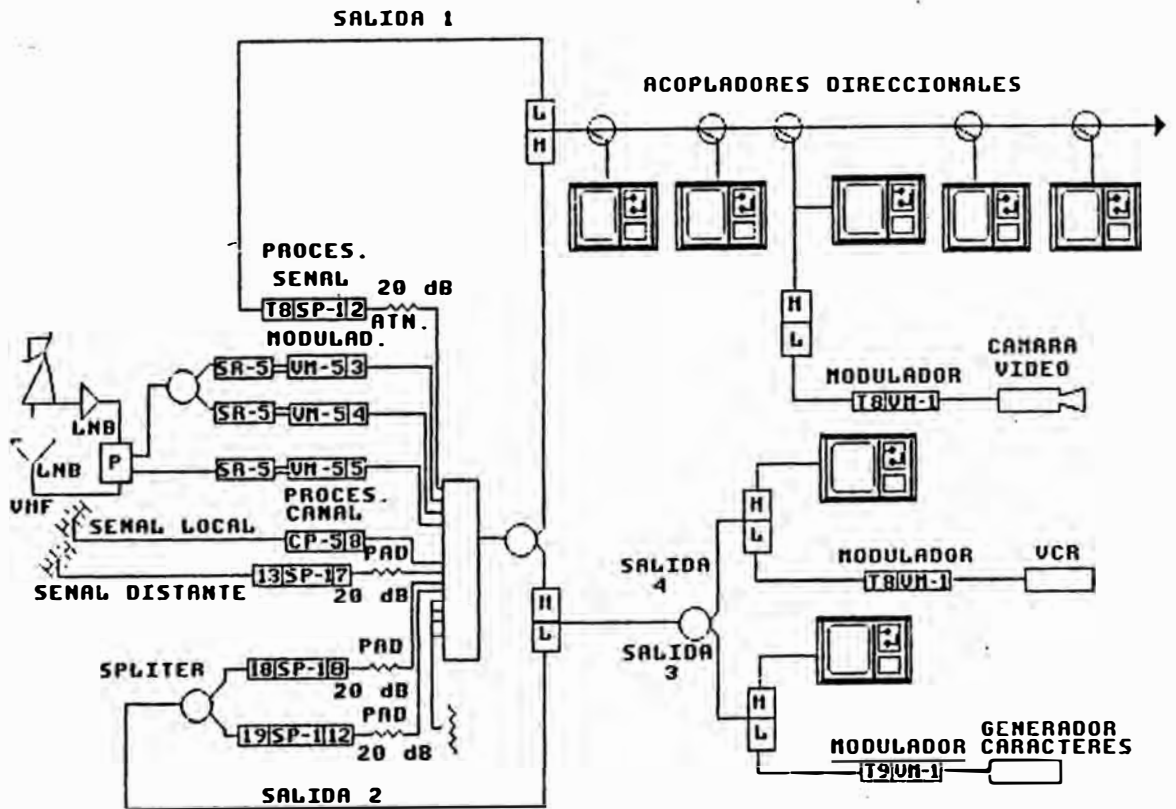 SALIDA 1
ACOPLADORES DIRECCIONALES
L
H
PROCES.
SENAL
20 dB
T8 SP-1 2
ATN.
MODULAD.
SR-5 VM-5 3
SR-5 VM-5 4
LNB
LNB
P
SR-5 VM-5 5
VHF
PROCES.
CANAL
SENAL LOCAL
CP-5 8
PAD
13 SP-1 7
20 dB
SENAL DISTANTE
SPLITER
18 SP-1 8
PAD
20 dB
19 SP-1 12
PAD
20 dB
SALIDA 2
H
L
H
L
MODULADOR
T8 VM-1
CAMARA
VIDEO
SALIDA
4
H
L
MODULADOR
T8 VM-1
VCR
SALIDA
3
H
L
MODULADOR
T9 VM-1
GENERADOR
CARACTERES